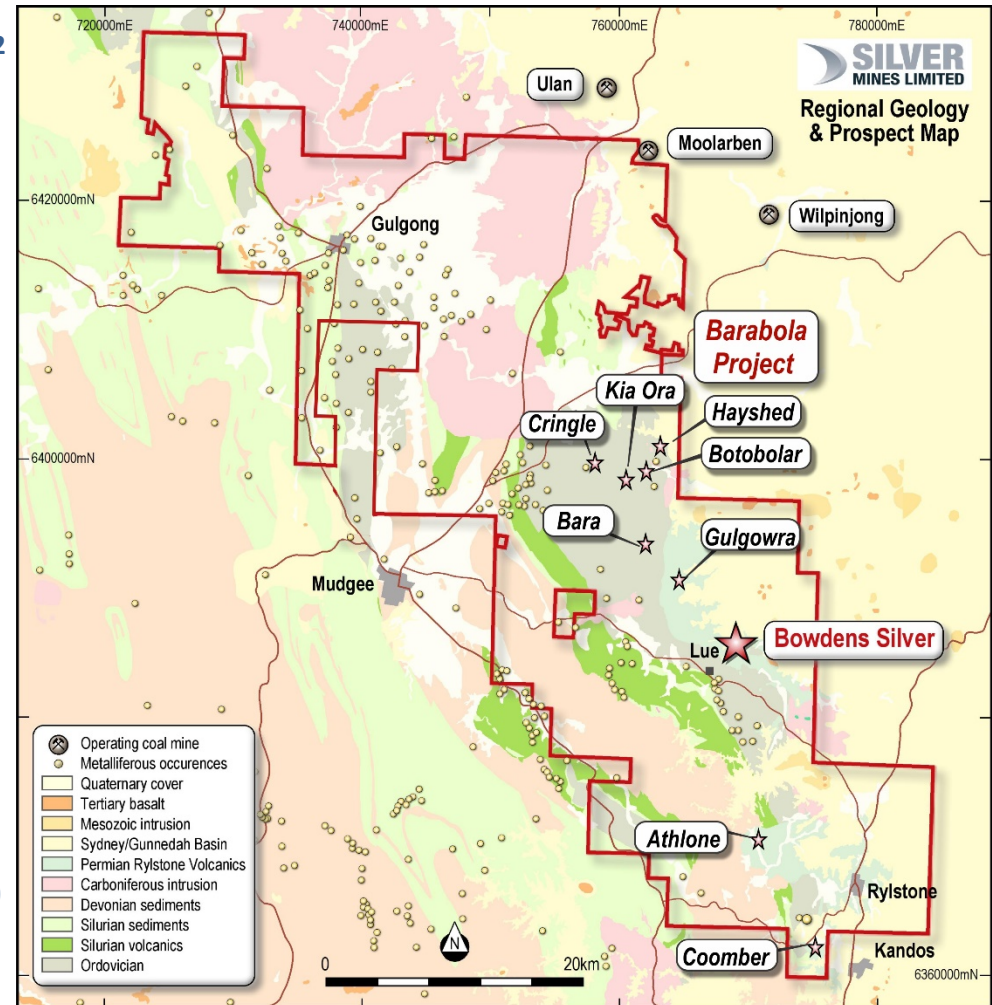 2
720000mE
740000mE
760000mE
780000mE
SILVER
MINES LIMITED
Regional Geology
& Prospect Map
Ulan
Moolarben
6420000mN
Wilpinjong
Gulgong
Barabola
Project
Kia Ora
Hayshed
Cringle
6400000mN
Botobolar
Bara
Gulgowra
Mudgee
Bowdens Silver
Lue
Operating coal mine
Metalliferous occurences
Quaternary cover
Tertiary basalt
Mesozoic intrusion
Sydney/Gunnedah Basin
Permian Rylstone Volcanics
Carboniferous intrusion
Devonian sediments
Silurian sediments
Silurian volcanics
Ordovician
Athlone
Rylstone
N
Coomber
Kandos
0
20km
6360000mN